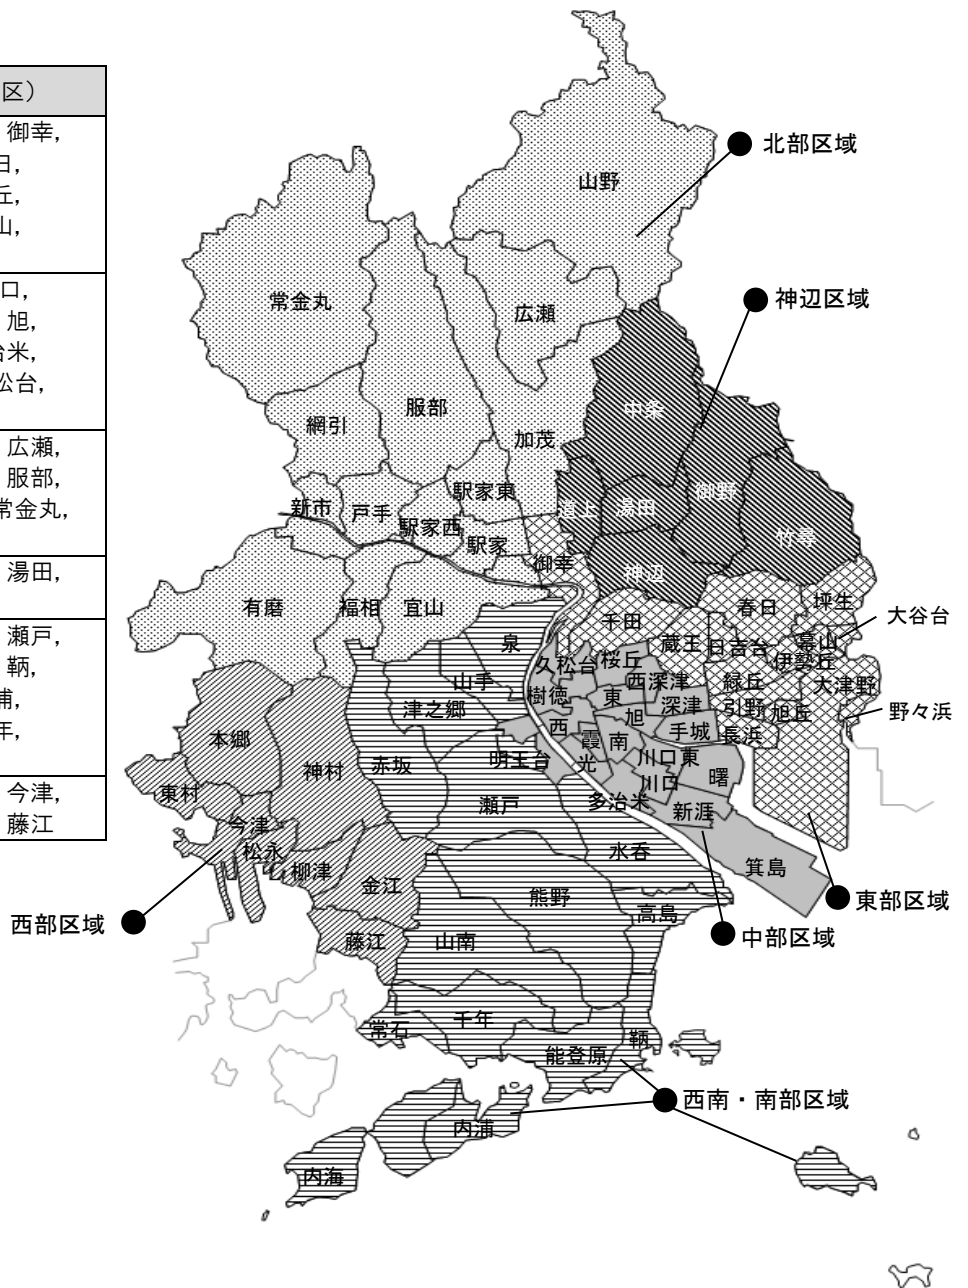 区）
御幸，
日，
丘，
山，
口，
旭，
台米，
松台，
広瀬，
服部，
常金丸，
湯田，
瀬戸，
鞆，
浦，
年，
今津，
藤江
北部区域
山野
神辺区域
常金丸
広瀬
中条
服部
網引
加茂
駅家東
御野
新市
戸手
駅家西
道上
湯田
駅家
竹尋
御幸
神辺
有磨
福相
宜山
春日
坪生
大谷台
千田
泉
蔵王
日吉台
幕山
久松台
桜丘
伊勢丘
山手
西深津
緑丘
大津野
樹徳
東
深津
引野
旭丘
野々浜
津之郷
西
旭
手城
長浜
本郷
霞
南
神村
赤坂
明王台
光
川口東
川口
曙
東村
瀬戸
多治米
新涯
今津
松永
水呑
箕島
柳津
金江
熊野
東部区域
西部区域
高島
中部区域
藤江
山南
千年
常石
鞆
能登原
西南・南部区域
内浦
内海